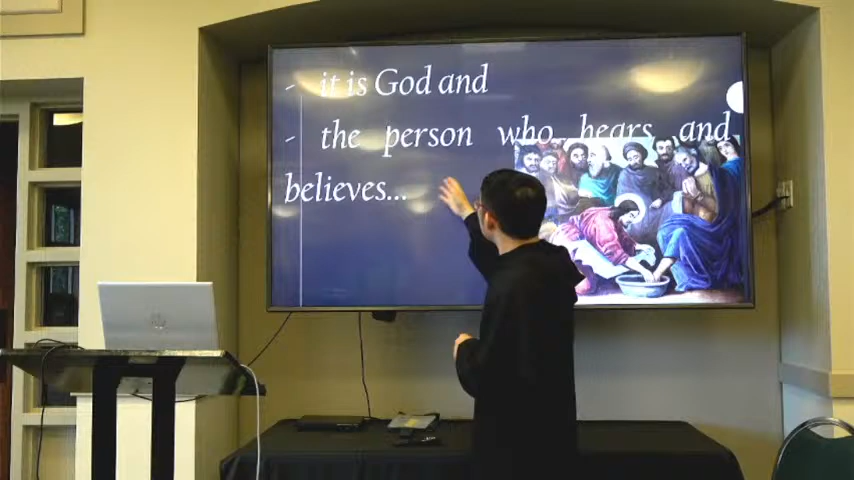 - it is God and
- the person who hears and
believes...